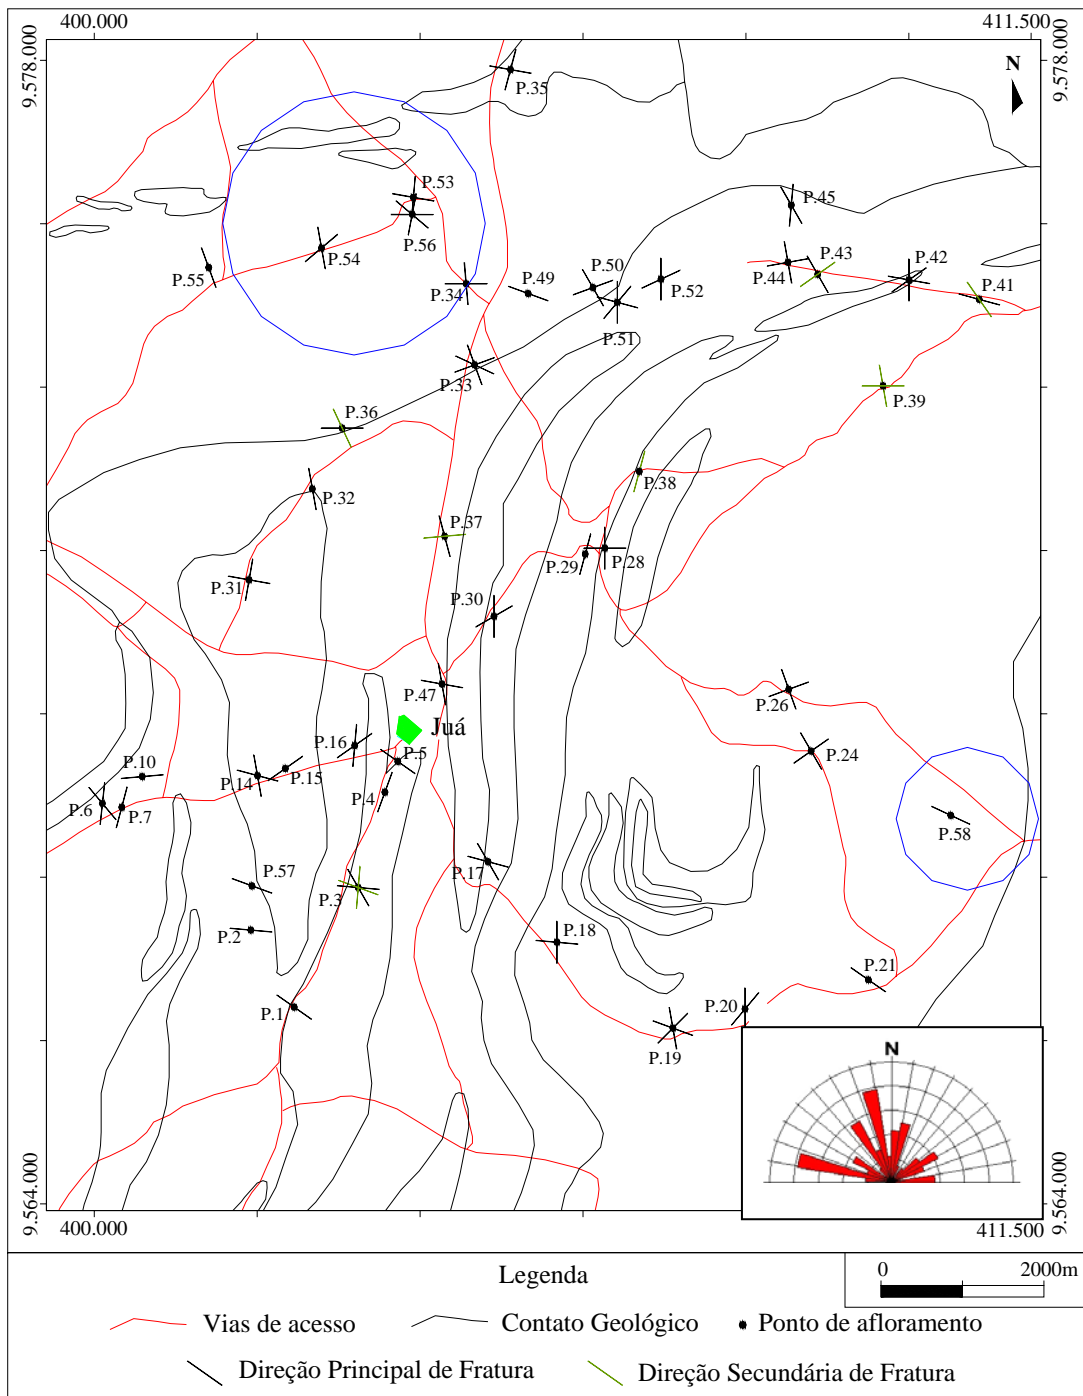 400.000
411.500
9.578.000
9.578.000
N
P.35
P.53
P.56
P.54
P.55
P.34
P.49
P.50
P.51
P.52
P.45
P.44
P.43
P.42
P.41
P.33
P.39
P.36
P.38
P.32
P.37
P.29
P.28
P.31
P.30
P.47
P.26
Juá
P.16
P.5
P.24
P.10
P.14
P.15
P.4
P.6
P.7
P.58
P.57
P.3
P.17
P.2
P.18
P.21
P.1
P.20
P.19
N
9.564.000
9.564.000
400.000
411.500
Legenda
0
2000m
Vias de acesso
Contato Geológico
Ponto de afloramento
Direção Principal de Fratura
Direção Secundária de Fratura